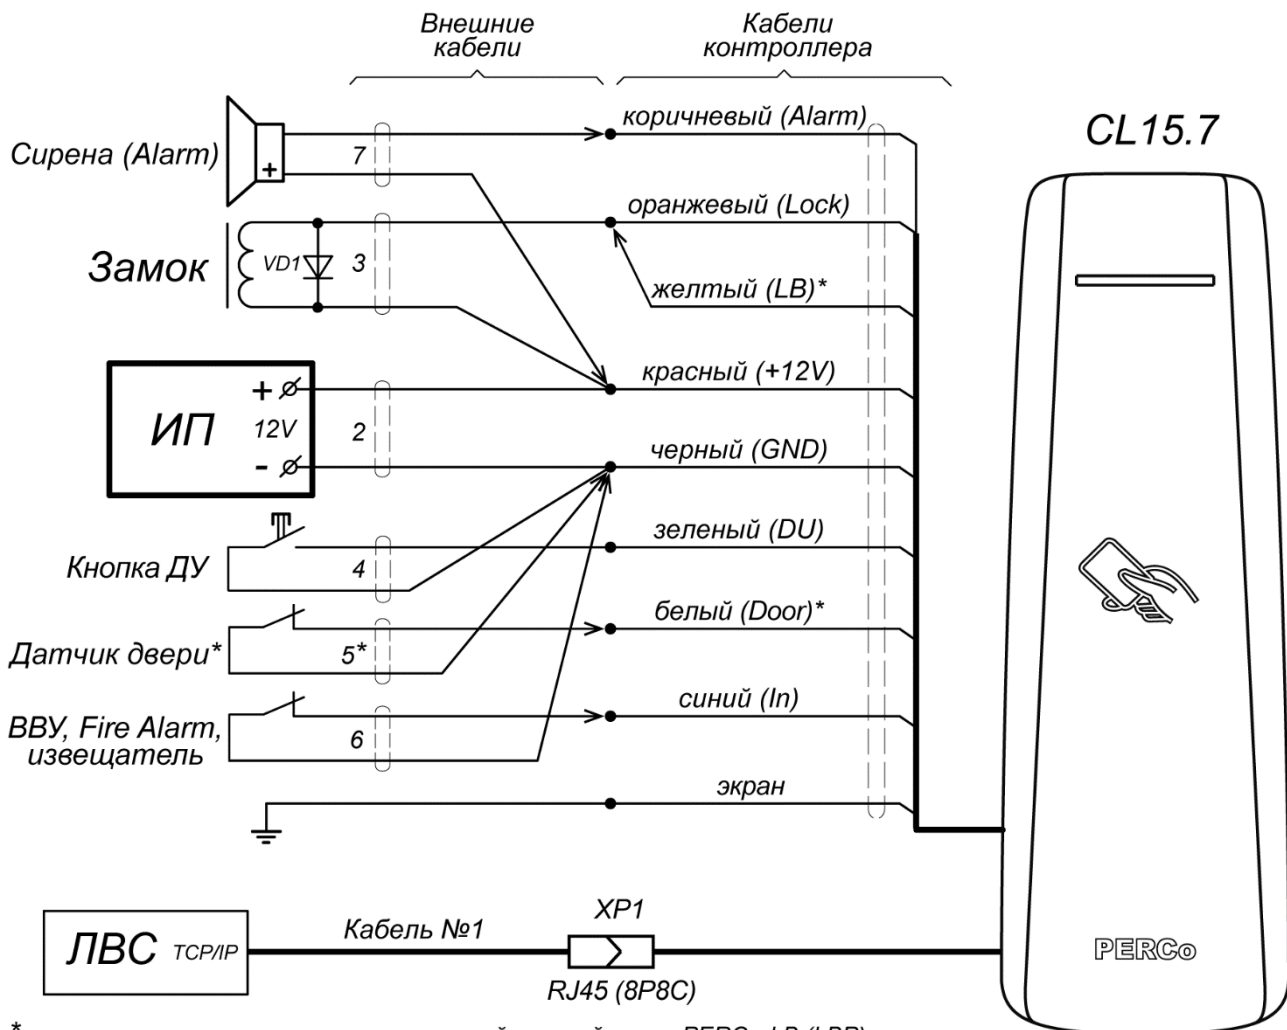 Внешние
кабели
Кабели
контроллера
CL15.7
Сирена (Alarm)
+
7
коричневый (Alarm)
оранжевый (Lock)
Замок
VD1
3
желтый (LB)*
ИП
+
12V
-
2
красный (+12V)
черный (GND)
Кнопка ДУ
4
зеленый (DU)
Датчик двери*
5*
белый (Door)*
ВВУ, Fire Alarm,
извещатель
6
синий (In)
экран
ЛВС TCP/IP
Кабель №1
XP1
RJ45 (8P8C)
PERCo
*